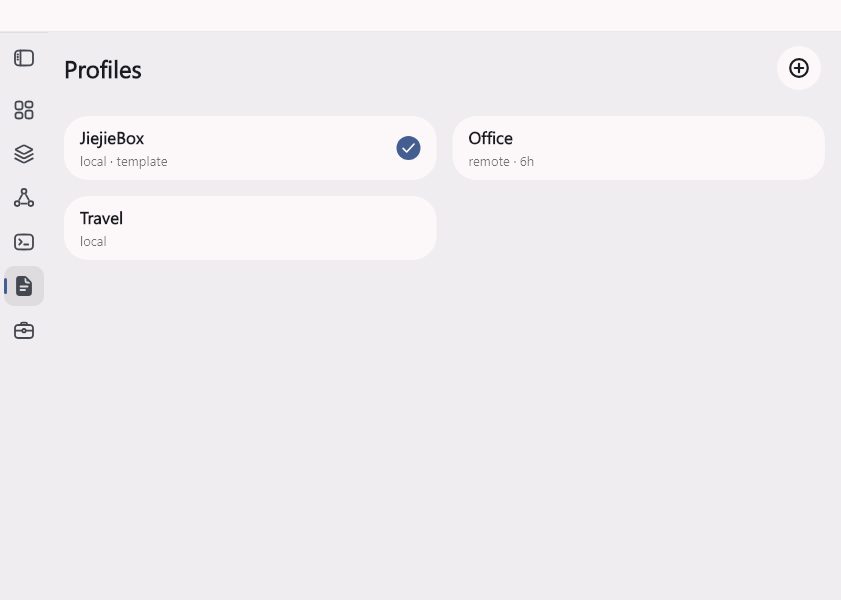 Profiles
JiejieBox
local · template
Office
remote · 6h
Travel
local